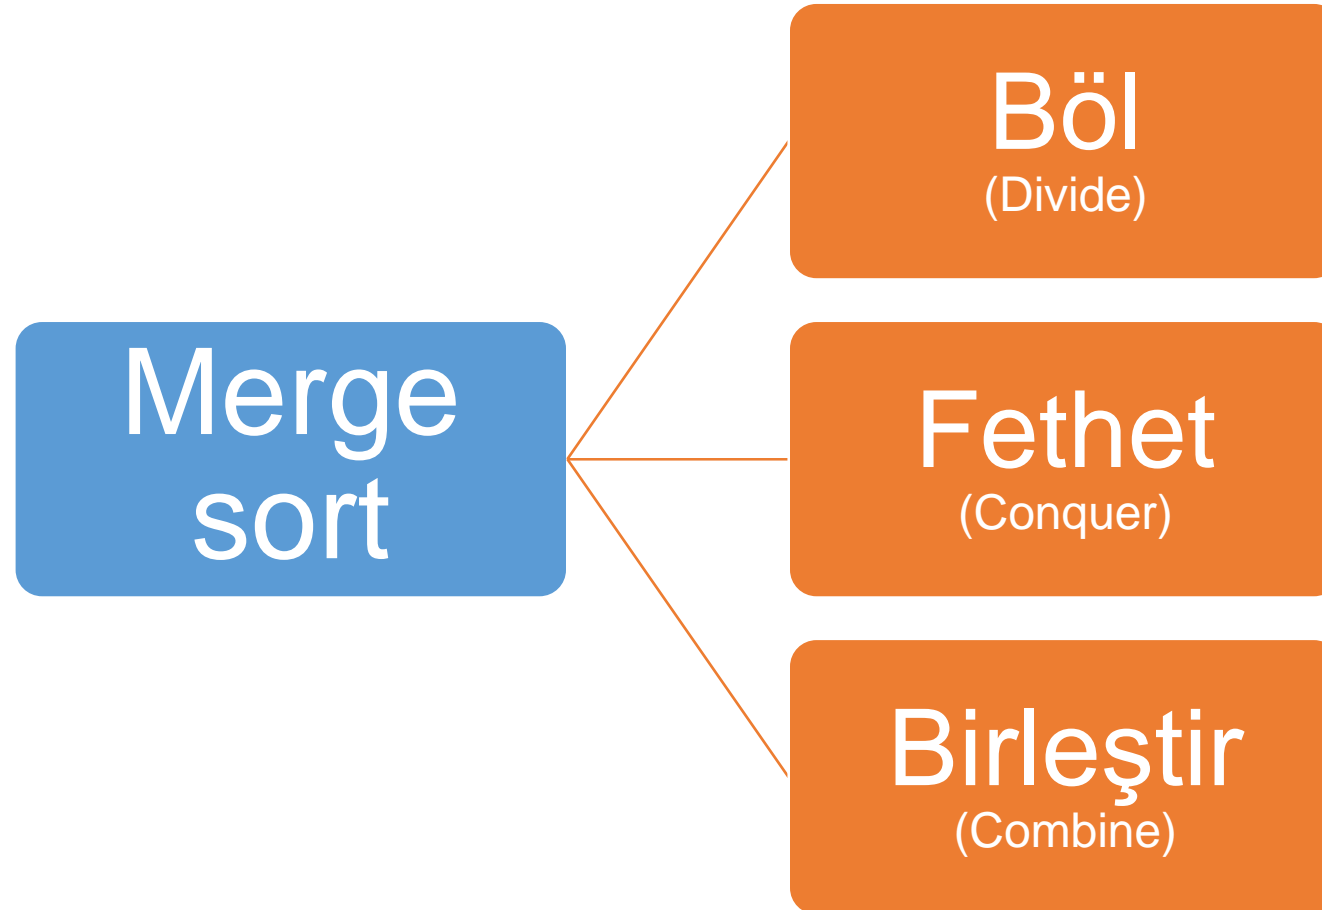 Merge
sort
Böl
(Divide)
Fethet
(Conquer)
Birleştir
(Combine)